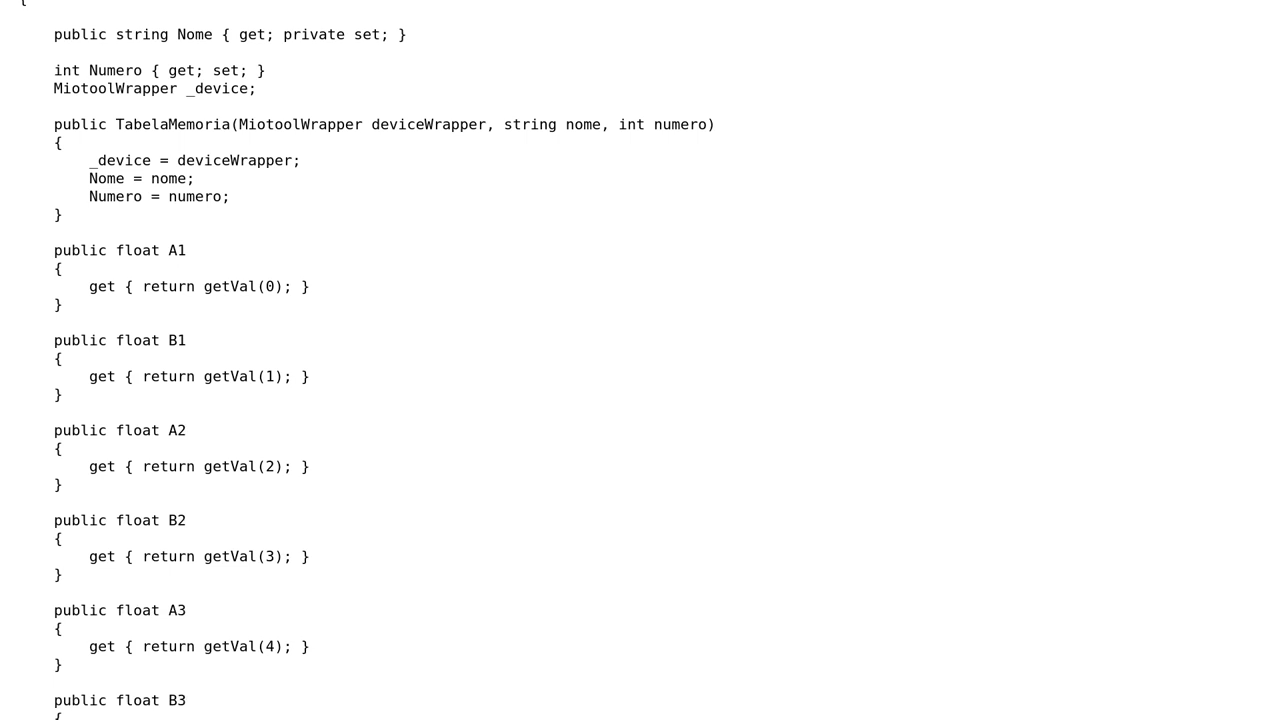 {
public string Nome { get; private set; }
int Numero { get; set; }
MiotoolWrapper _device;
public TabelaMemoria(MiotoolWrapper deviceWrapper, string nome, int numero)
{
_device = deviceWrapper;
Nome = nome;
Numero = numero;
}
public float A1
{
get { return getVal(0); }
}
public float B1
{
get { return getVal(1); }
}
public float A2
{
get { return getVal(2); }
}
public float B2
{
get { return getVal(3); }
}
public float A3
{
get { return getVal(4); }
}
public float B3
{